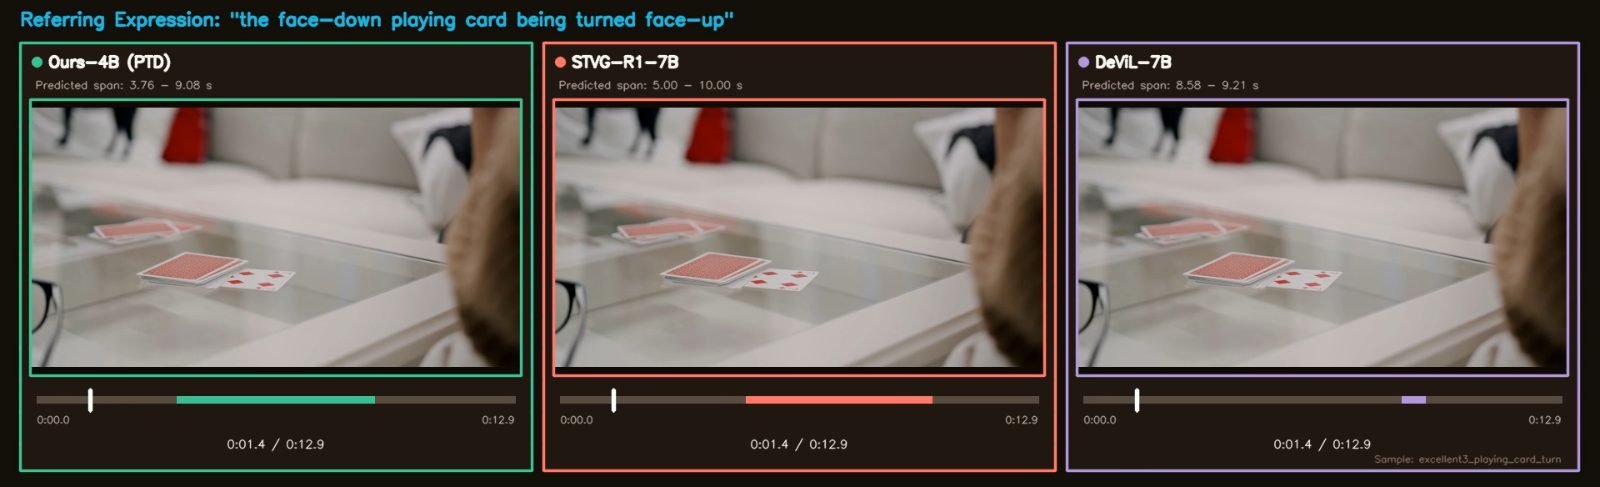 Referring Expression: "the face-down playing card being turned face-up"
Ours-4B (PTD)
Predicted span: 3.76 - 9.08 s
0:00.0
0:12.9
0:01.4 / 0:12.9
STVG-R1-7B
Predicted span: 5.00 - 10.00 s
0:00.0
0:12.9
0:01.4 / 0:12.9
DeViL-7B
Predicted span: 8.58 - 9.21 s
0:00.0
0:12.9
0:01.4 / 0:12.9
Sample: excellent3_playing_card_turn